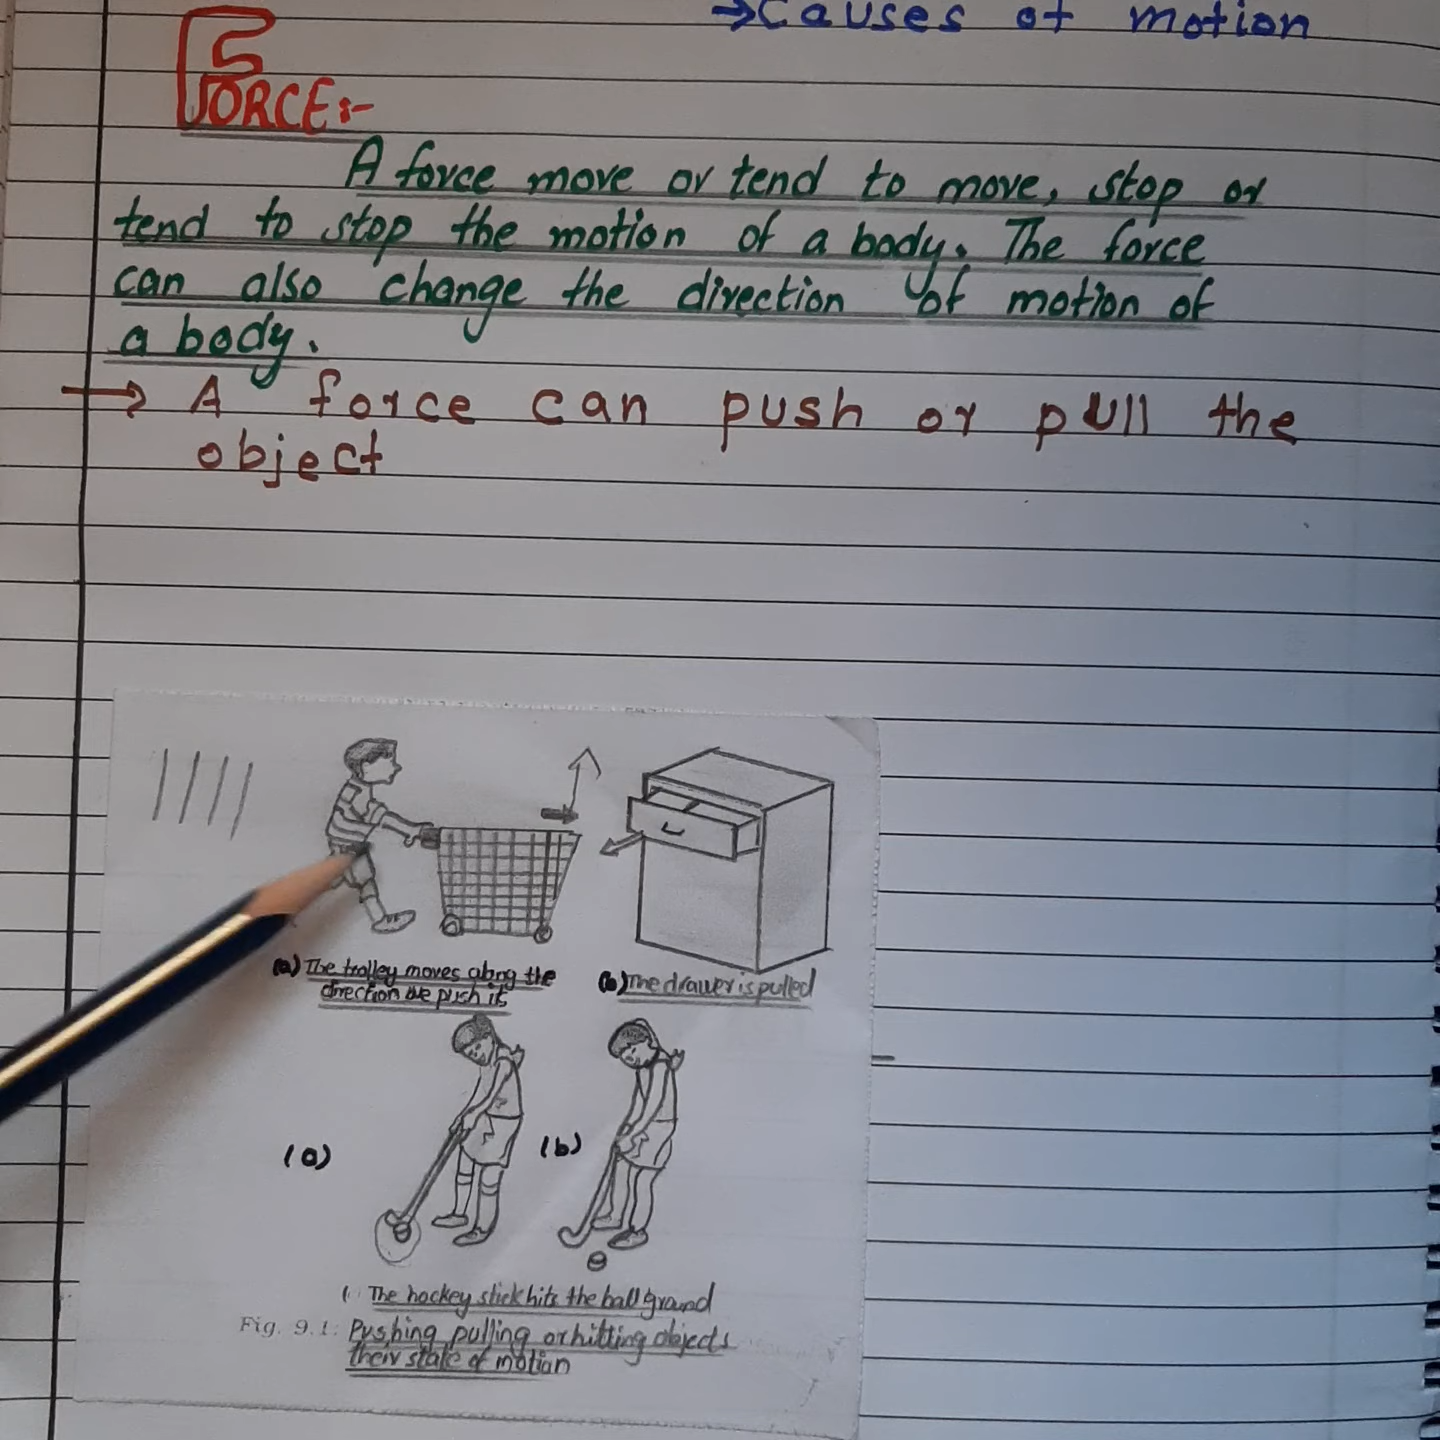 →Causes of motion
FORCE:-
A force move or tend to move, stop or
tend to stop the motion of a body. The force
can also change the direction of motion of
a body.
→ A force can push or pull the
object
(a) The trolley moves along the
direction we push it
(b) The drawer is pulled
(a)
(b)
The hockey stick hits the ball ground
Fig. 9.1: Pushing pulling or hitting objects
their state of motion